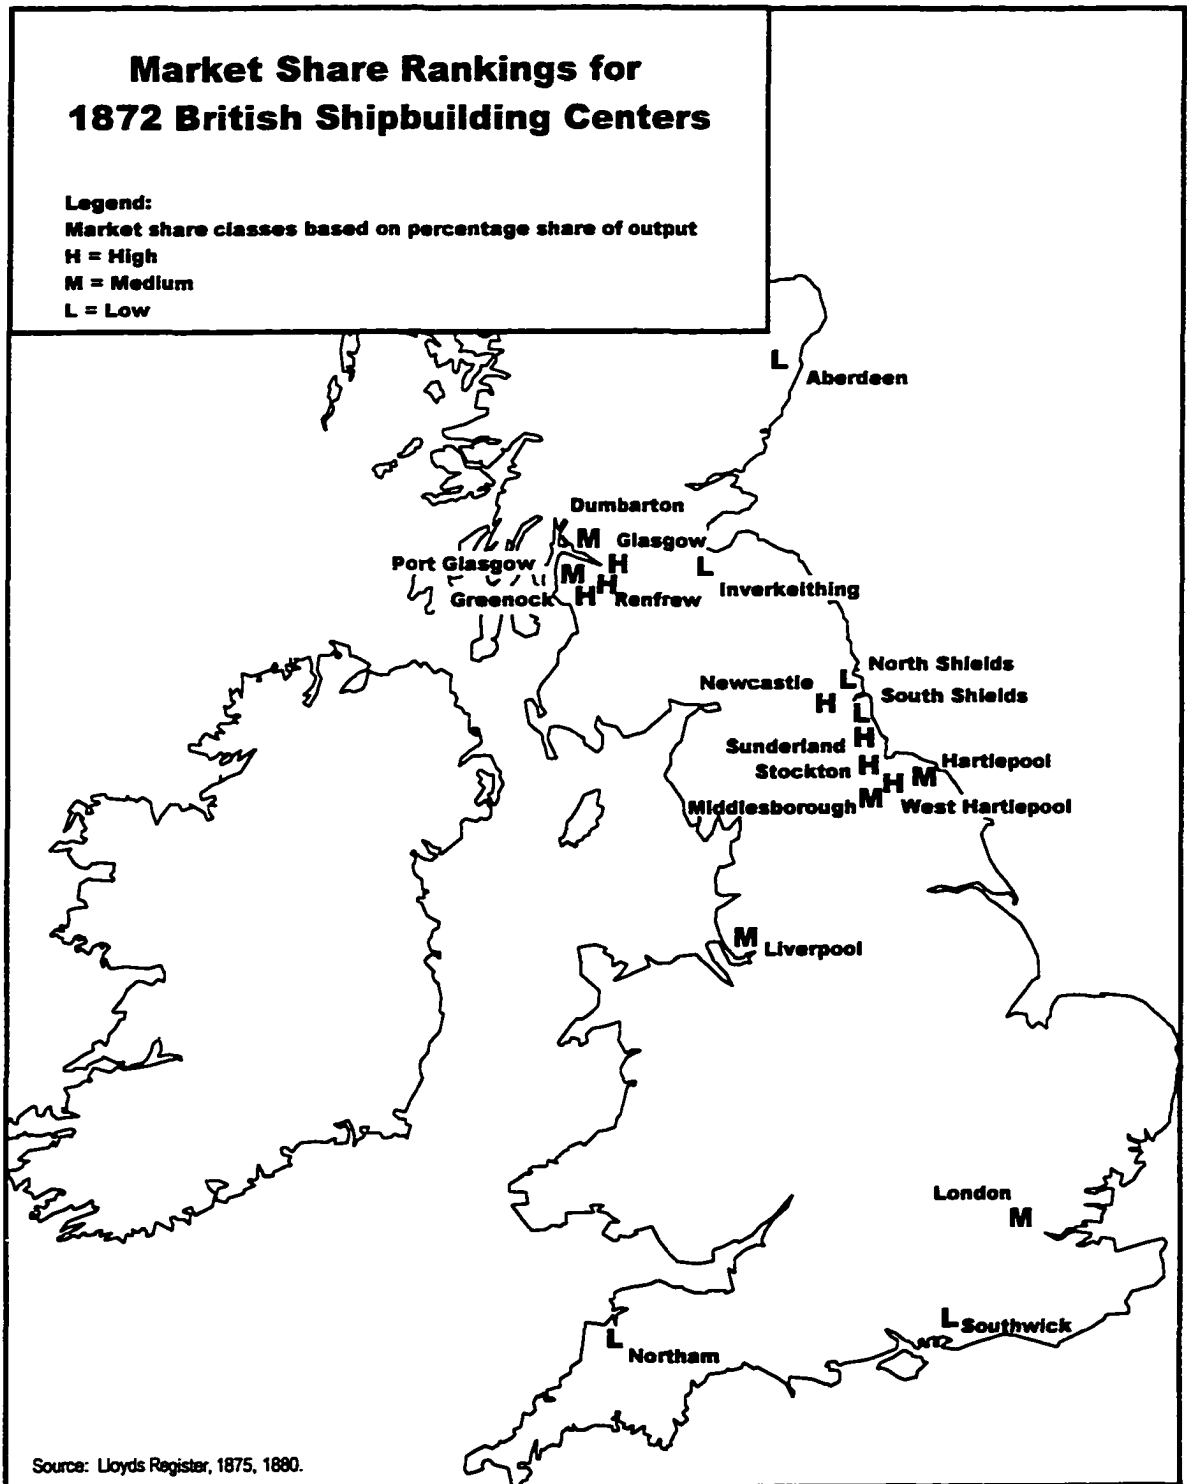 Market Share Rankings for
1872 British Shipbuilding Centers
Legend:
Market share classes based on percentage share of output
H = High
M = Medium
L = Low
L
Aberdeen
Dumbarton
M
Glasgow
H
Port Glasgow
M
L
Inverkeithing
H
Greenock
H
Renfrew
North Shields
L
Newcastle
H
South Shields
L
Sunderland
H
Stockton
H
Hartlepool
M
H
West Hartlepool
Middlesborough
M
M
Liverpool
London
M
L
Southwick
L
Northam
Source: Lloyds Register, 1875, 1880.